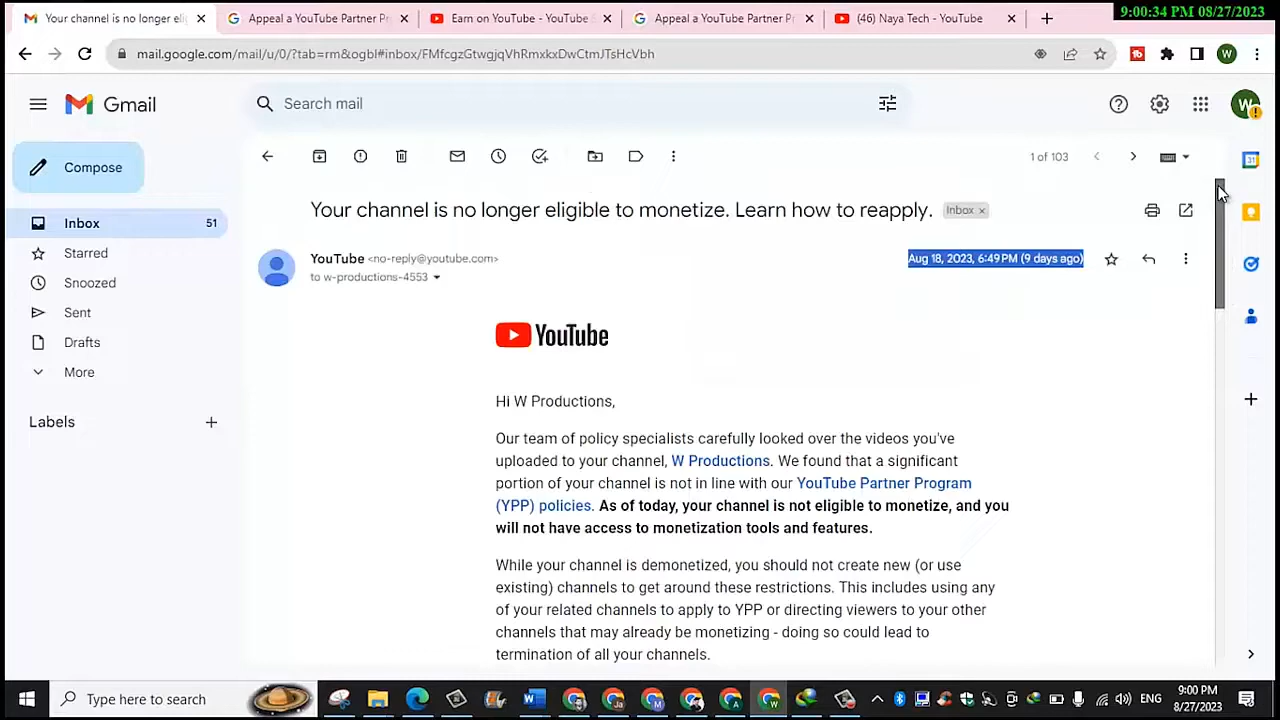 9:00:34 PM 08/27/2023
Your channel is no longer eli
Appeal a YouTube Partner Pr
Earn on YouTube - YouTube
Appeal a YouTube Partner Pr
(46) Naya Tech - YouTube
mail.google.com/mail/u/0/?tab=rm&ogbl#inbox/FMfcgzGtwgjqVhRmxkxDwCtmJTsHcVbh
W
Gmail
Search mail
W
Compose
1 of 103
31
Your channel is no longer eligible to monetize. Learn how to reapply.
Inbox x
Inbox 51
Starred
Snoozed
Sent
Drafts
More
Labels
YouTube <no-reply@youtube.com>
Aug 18, 2023, 6:49 PM (9 days ago)
to w-productions-4553
YouTube
Hi W Productions,
Our team of policy specialists carefully looked over the videos you've
uploaded to your channel, W Productions. We found that a significant
portion of your channel is not in line with our YouTube Partner Program
(YPP) policies. As of today, your channel is not eligible to monetize, and you
will not have access to monetization tools and features.
While your channel is demonetized, you should not create new (or use
existing) channels to get around these restrictions. This includes using any
of your related channels to apply to YPP or directing viewers to your other
channels that may already be monetizing - doing so could lead to
termination of all your channels.
Type here to search
ENG
9:00 PM
8/27/2023